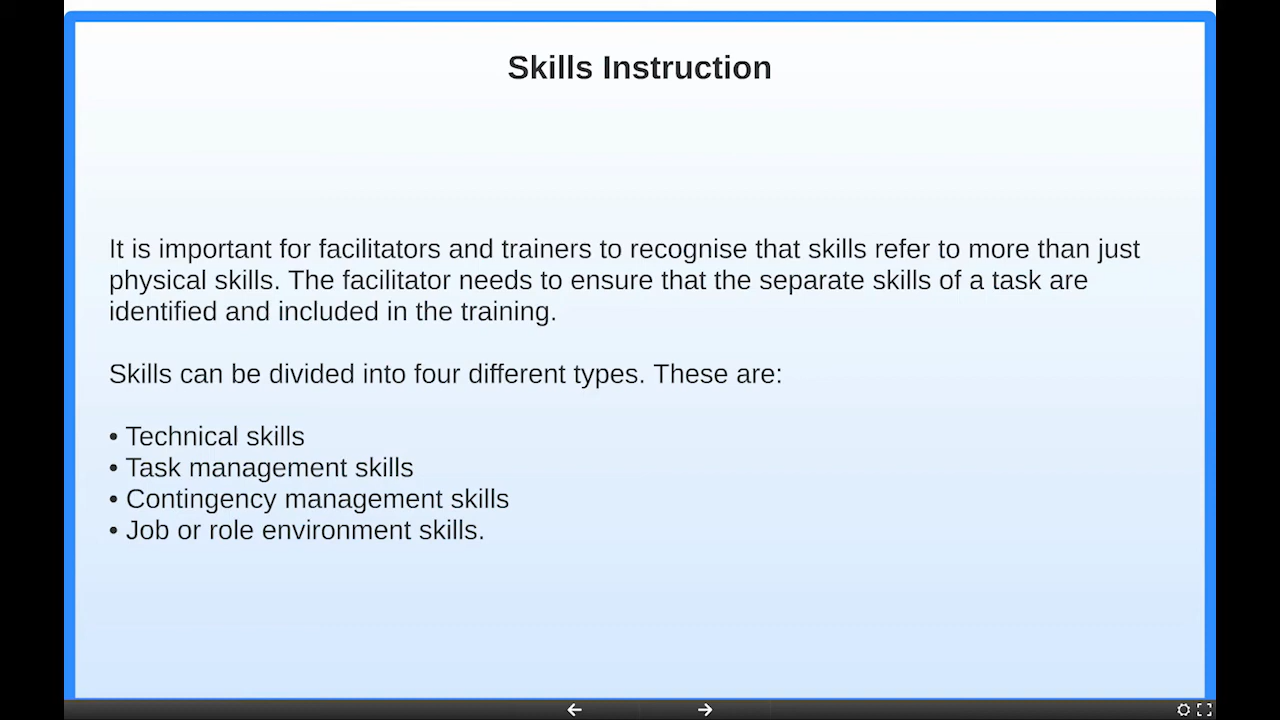 Skills Instruction
It is important for facilitators and trainers to recognise that skills refer to more than just
physical skills. The facilitator needs to ensure that the separate skills of a task are
identified and included in the training.
Skills can be divided into four different types. These are:
• Technical skills
• Task management skills
• Contingency management skills
• Job or role environment skills.